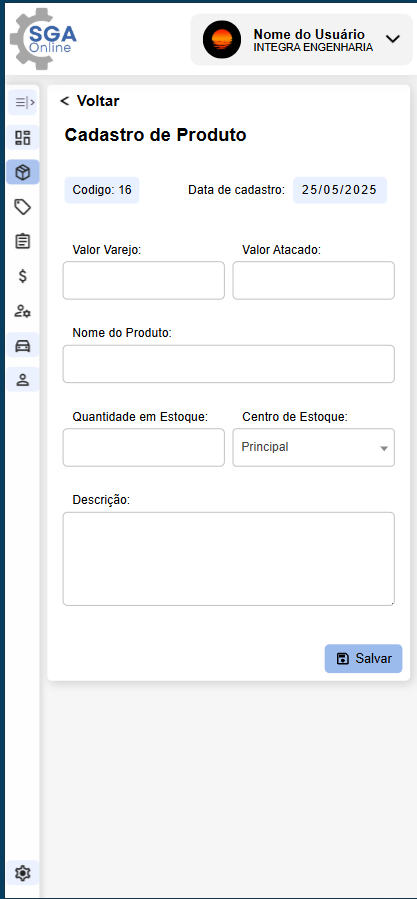 SGA
Online
Nome do Usuário
INTEGRA ENGENHARIA
< Voltar
Cadastro de Produto
Codigo: 16
Data de cadastro: 25/05/2025
Valor Varejo:
Valor Atacado:
Nome do Produto:
Quantidade em Estoque:
Centro de Estoque:
Principal
Descrição:
Salvar